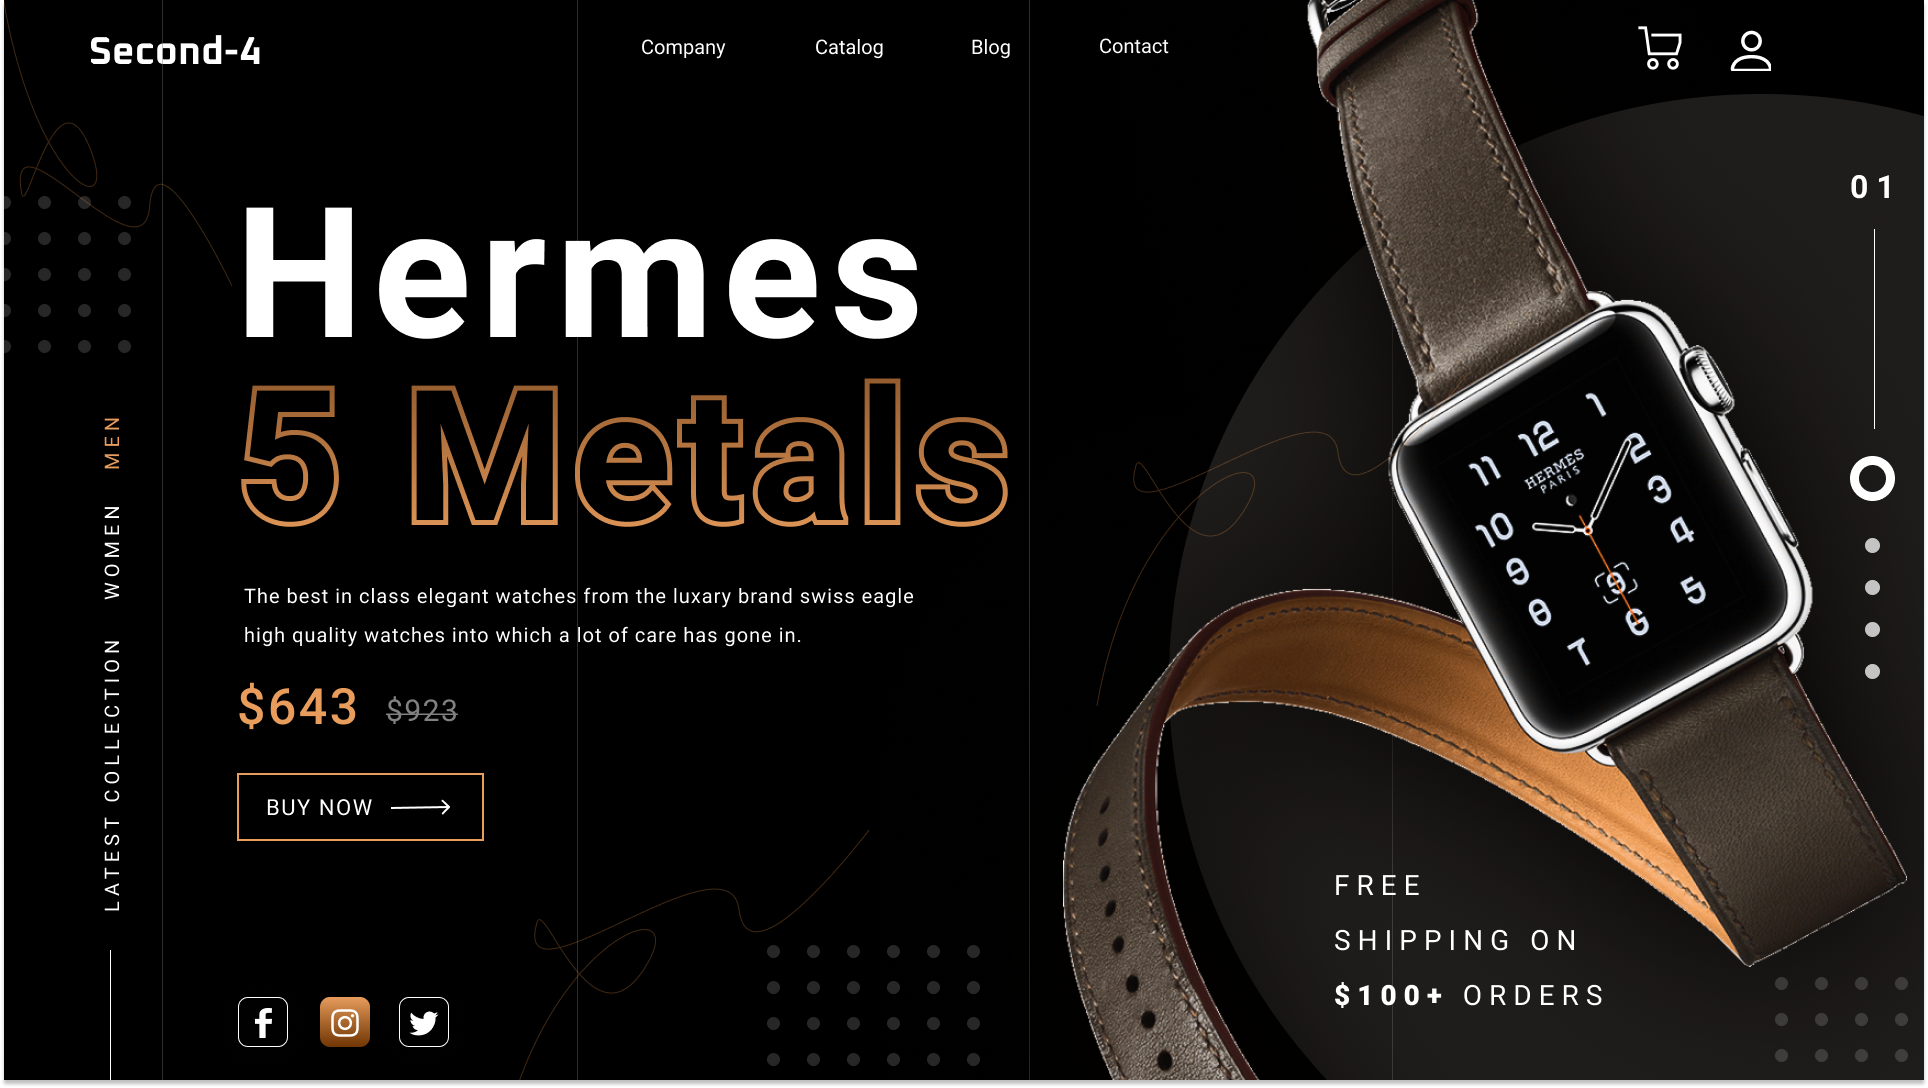 Second-4
Company
Catalog
Blog
Contact
01
Hermes
5 Metals
The best in class elegant watches from the luxary brand swiss eagle
high quality watches into which a lot of care has gone in.
$643 $923
BUY NOW
LATEST COLLECTION WOMEN MEN
12
1
2
3
4
5
6
7
8
9
10
11
HERMÈS
PARIS
9
FREE
SHIPPING ON
$100+ ORDERS